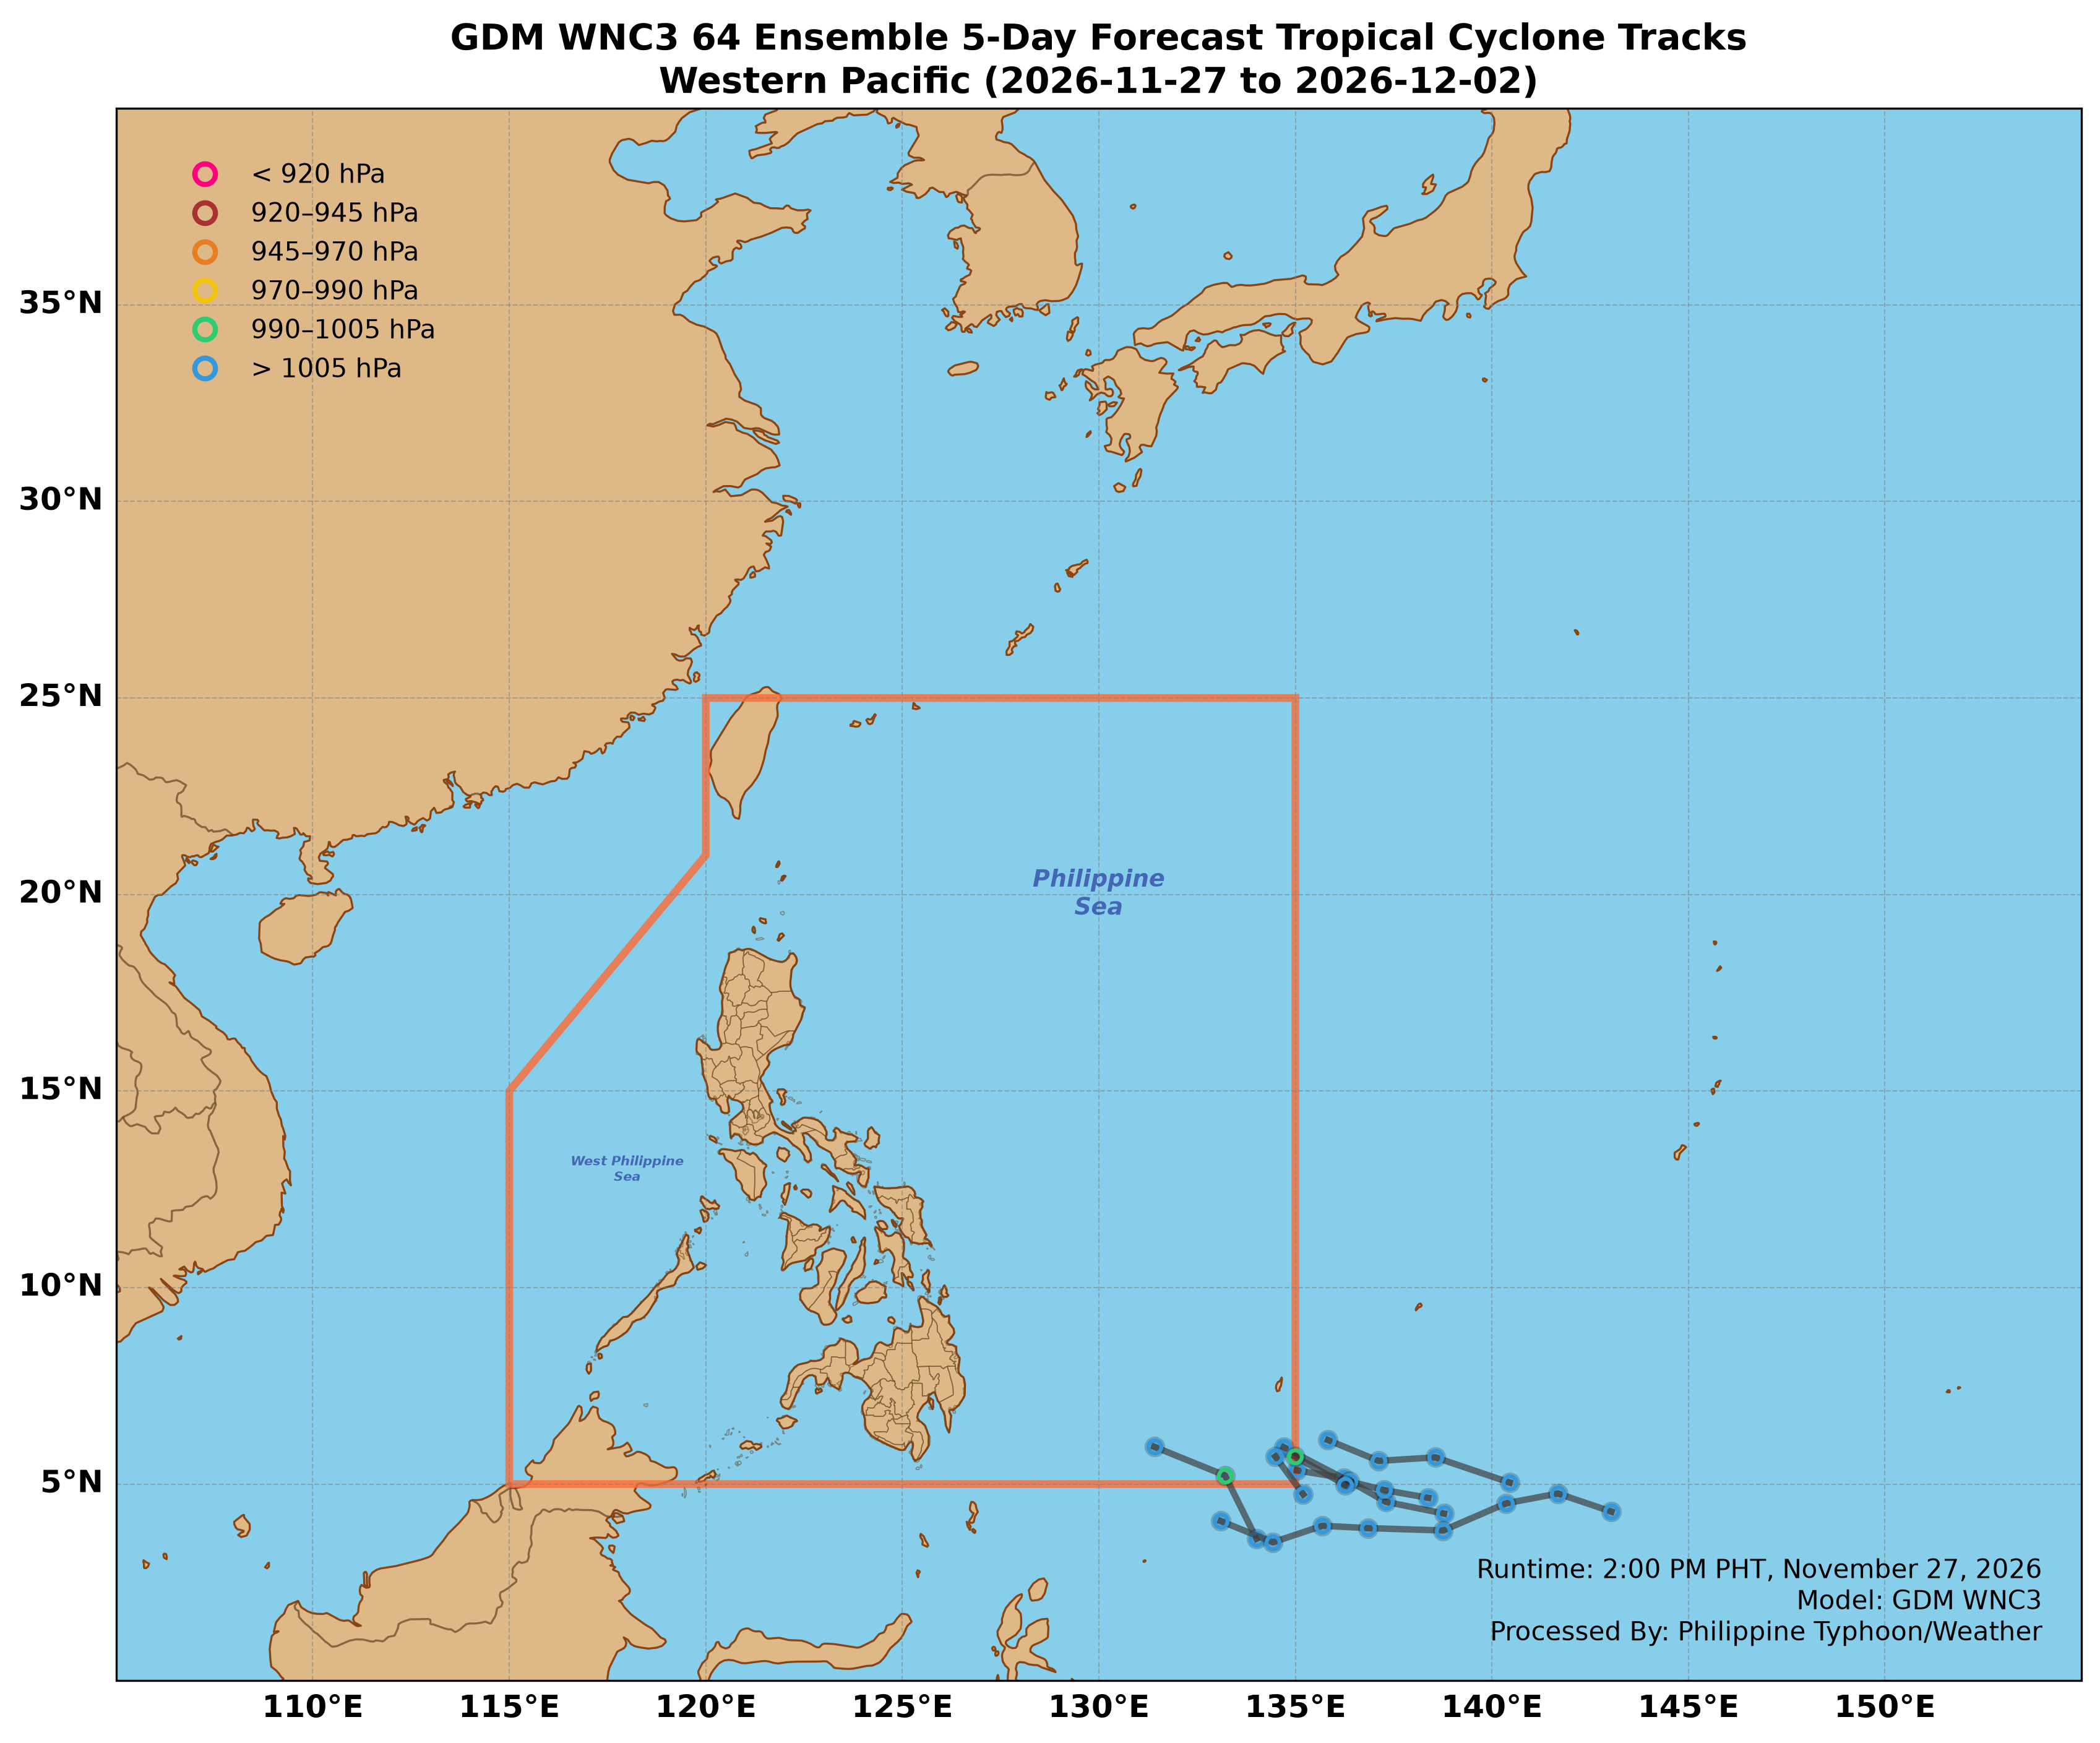 GDM WNC3 64 Ensemble 5-Day Forecast Tropical Cyclone Tracks
Western Pacific (2026-11-27 to 2026-12-02)
< 920 hPa
920–945 hPa
945–970 hPa
970–990 hPa
990–1005 hPa
> 1005 hPa
35°N
30°N
25°N
20°N
15°N
10°N
5°N
Philippine
Sea
West Philippine
Sea
Runtime: 2:00 PM PHT, November 27, 2026
Model: GDM WNC3
Processed By: Philippine Typhoon/Weather
110°E
115°E
120°E
125°E
130°E
135°E
140°E
145°E
150°E